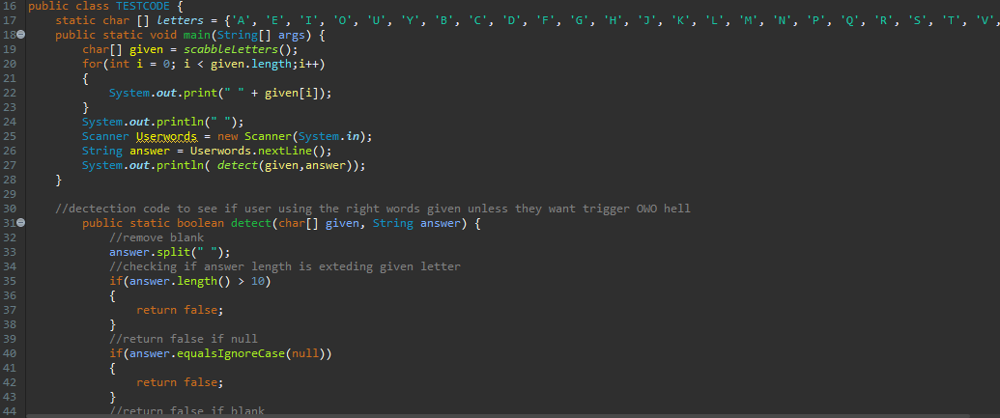 16 public class TESTCODE {
17 static char [] letters = {'A', 'E', 'I', 'O', 'U', 'Y', 'B', 'C', 'D', 'F', 'G', 'H', 'J', 'K', 'L', 'M', 'N', 'P', 'Q', 'R', 'S', 'T', 'V',
18 public static void main(String[] args) {
19 char[] given = scabbleLetters();
20 for(int i = 0; i < given.length;i++)
21 {
22 System.out.print(" " + given[i]);
23 }
24 System.out.println(" ");
25 Scanner Userwords = new Scanner(System.in);
26 String answer = Userwords.nextLine();
27 System.out.println( detect(given,answer));
28 }
29
30 //dectection code to see if user using the right words given unless they want trigger OWO hell
31 public static boolean detect(char[] given, String answer) {
32 //remove blank
33 answer.split(" ");
34 //checking if answer length is exteding given letter
35 if(answer.length() > 10)
36 {
37 return false;
38 }
39 //return false if null
40 if(answer.equalsIgnoreCase(null))
41 {
42 return false;
43 }
44 //return false if blank